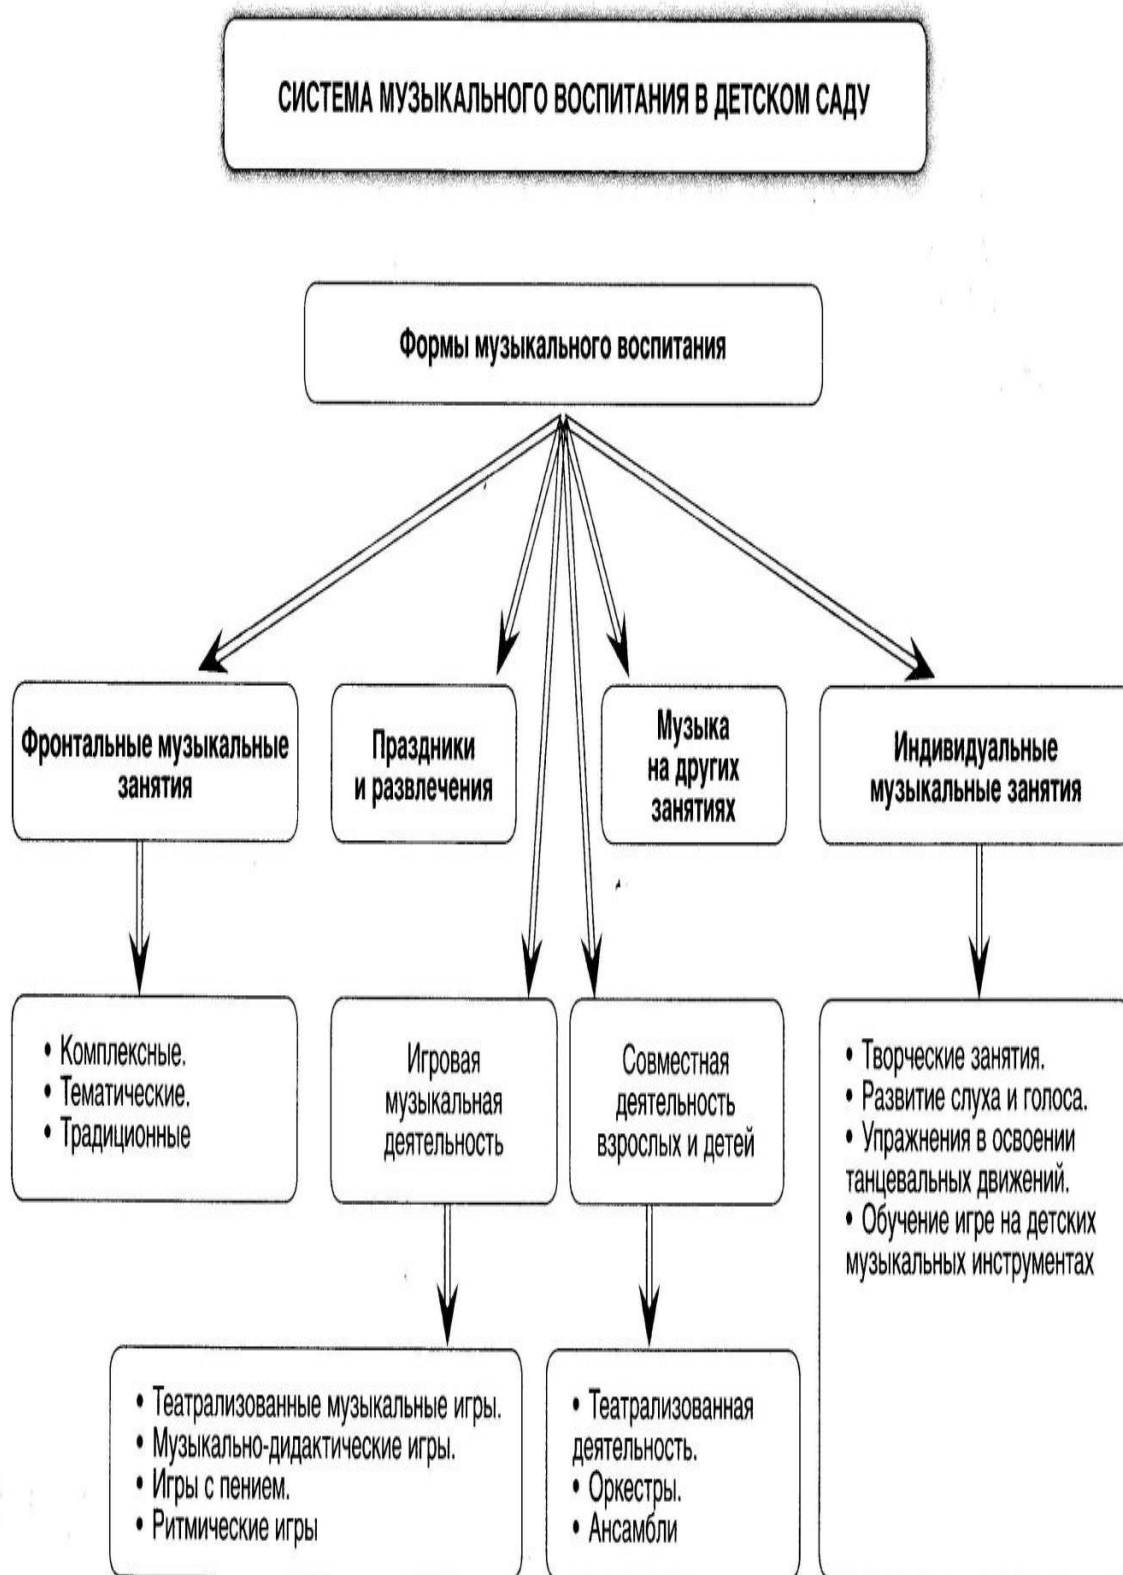 СИСТЕМА МУЗЫКАЛЬНОГО ВОСПИТАНИЯ В ДЕТСКОМ САДУ
Формы музыкального воспитания
Фронтальные музыкальные
занятия
Праздники
и развлечения
Музыка
на других
занятиях
Индивидуальные
музыкальные занятия
• Комплексные.
• Тематические.
• Традиционные
Игровая
музыкальная
деятельность
Совместная
деятельность
взрослых и детей
• Творческие занятия.
• Развитие слуха и голоса.
• Упражнения в освоении
танцевальных движений.
• Обучение игре на детских
музыкальных инструментах
• Театрализованные музыкальные игры.
• Музыкально-дидактические игры.
• Игры с пением.
• Ритмические игры
• Театрализованная
деятельность.
• Оркестры.
• Ансамбли